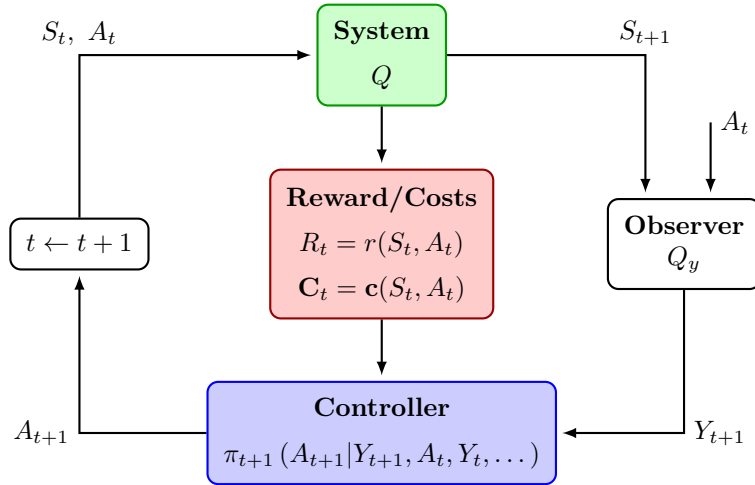 S_t, A_t
System
Q
S_{t+1}
A_t
Reward/Costs
R_t = r(S_t, A_t)
C_t = c(S_t, A_t)
t ← t + 1
Observer
Q_y
Controller
π_{t+1} (A_{t+1}|Y_{t+1}, A_t, Y_t, . . . )
A_{t+1}
Y_{t+1}